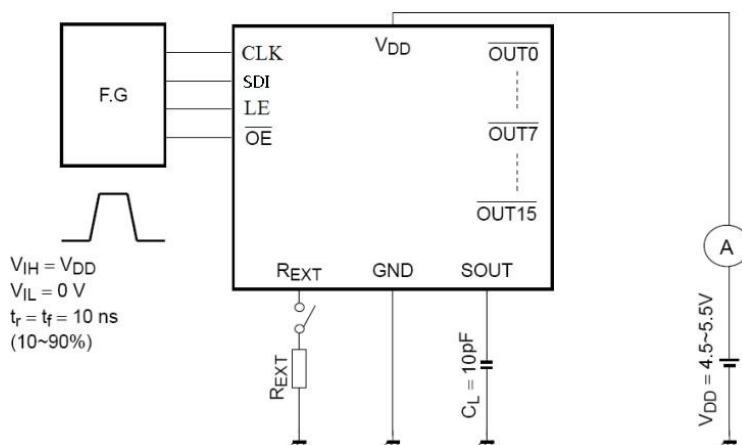 F.G
CLK
SDI
LE
OE
VDD
OUT0
OUT7
OUT15
REXT
GND
SOUT
A
VIH = VDD
VIL = 0 V
tr = tf = 10 ns
(10~90%)
REXT
CL = 10pF
VDD = 4.5~5.5V